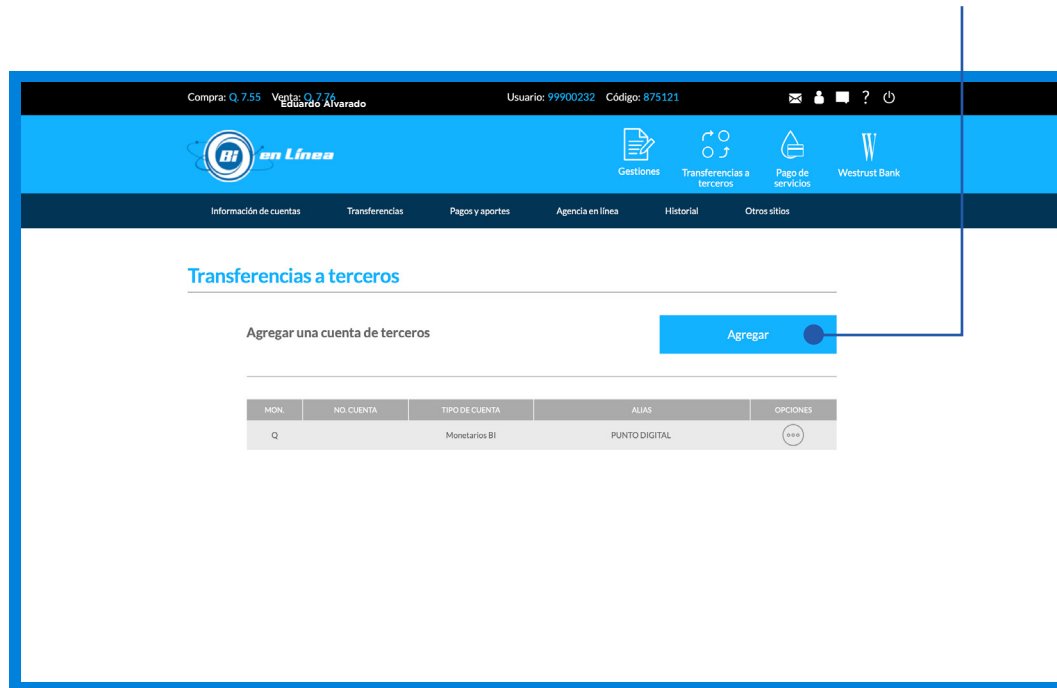 Compra: Q. 7.55 Venta: Q. 7.76 Usuario: 99900232 Código: 875121 ?
Eduardo Alvarado
Bi en Línea
Gestiones
Transferencias a
terceros
Pago de
servicios
Westrust Bank
Información de cuentas Transferencias Pagos y aportes Agencia en línea Historial Otros sitios
Transferencias a terceros
Agregar una cuenta de terceros Agregar
MON. NO. CUENTA TIPO DE CUENTA ALIAS OPCIONES
Q Monetarios BI PUNTO DIGITAL